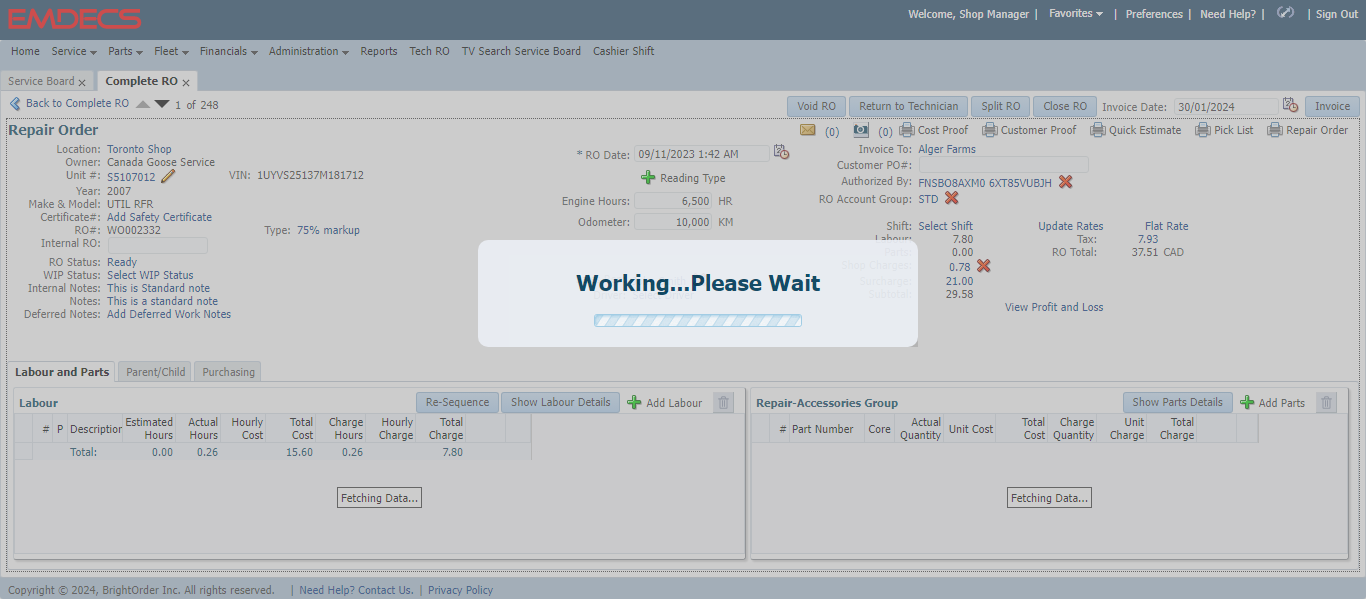 EMDECS
Welcome, Shop Manager | Favorites | Preferences | Need Help? | | Sign Out
Home Service Parts Fleet Financials Administration Reports Tech RO TV Search Service Board Cashier Shift
Service Board x Complete RO x
Back to Complete RO 1 of 248
Void RO Return to Technician Split RO Close RO Invoice Date: 30/01/2024 Invoice
Repair Order
(0) (0) Cost Proof Customer Proof Quick Estimate Pick List Repair Order
Location: Toronto Shop
Owner: Canada Goose Service
Unit #: S5107012 VIN: 1UYVS25137M181712
Year: 2007
Make & Model: UTIL RFR
Certificate#: Add Safety Certificate
RO#: WO002332 Type: 75% markup
Internal RO:
RO Status: Ready
WIP Status: Select WIP Status
Internal Notes: This is Standard note
Notes: This is a standard note
Deferred Notes: Add Deferred Work Notes
* RO Date: 09/11/2023 1:42 AM
Reading Type
Engine Hours: 6,500 HR
Odometer: 10,000 KM
Invoice To: Alger Farms
Customer PO#:
Authorized By: FNSBO8AXM0 6XT85VUBJH
RO Account Group: STD
Shift: Select Shift Update Rates Flat Rate
Labour: 7.80 Tax: 7.93
Parts: 0.00 RO Total: 37.51 CAD
Shop Charges: 0.78
Surcharge: 21.00
Subtotal: 29.58
View Profit and Loss
Working...Please Wait
Labour and Parts Parent/Child Purchasing
Labour Re-Sequence Show Labour Details Add Labour
# P Description Estimated Hours Actual Hours Hourly Cost Total Cost Charge Hours Hourly Charge Total Charge
Total: 0.00 0.26 15.60 0.26 7.80
Fetching Data...
Repair-Accessories Group Show Parts Details Add Parts
# Part Number Core Actual Quantity Unit Cost Total Cost Charge Quantity Unit Charge Total Charge
Fetching Data...
Copyright © 2024, BrightOrder Inc. All rights reserved. | Need Help? Contact Us. | Privacy Policy